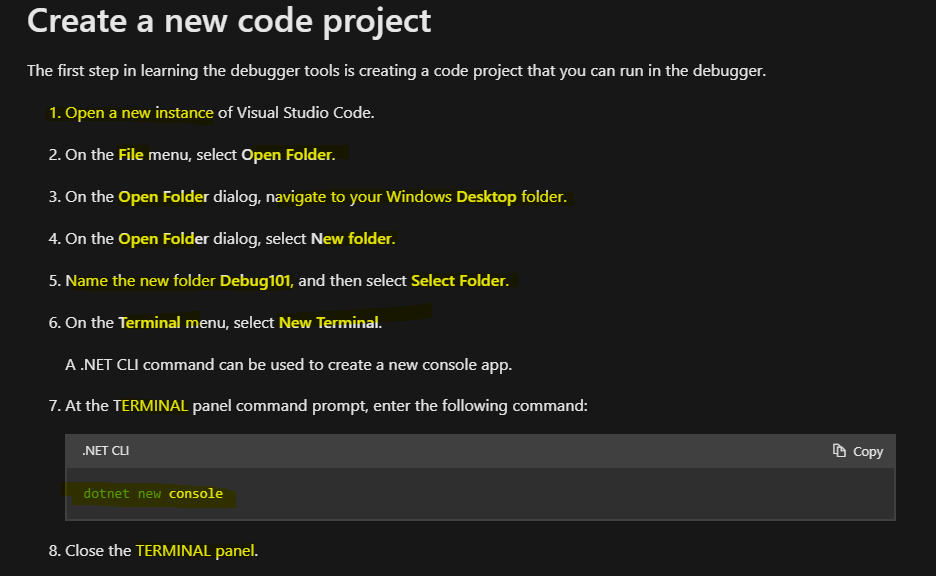 Create a new code project
The first step in learning the debugger tools is creating a code project that you can run in the debugger.
1. Open a new instance of Visual Studio Code.
2. On the File menu, select Open Folder.
3. On the Open Folder dialog, navigate to your Windows Desktop folder.
4. On the Open Folder dialog, select New folder.
5. Name the new folder Debug101, and then select Select Folder.
6. On the Terminal menu, select New Terminal.
A .NET CLI command can be used to create a new console app.
7. At the TERMINAL panel command prompt, enter the following command:
.NET CLI Copy
dotnet new console
8. Close the TERMINAL panel.